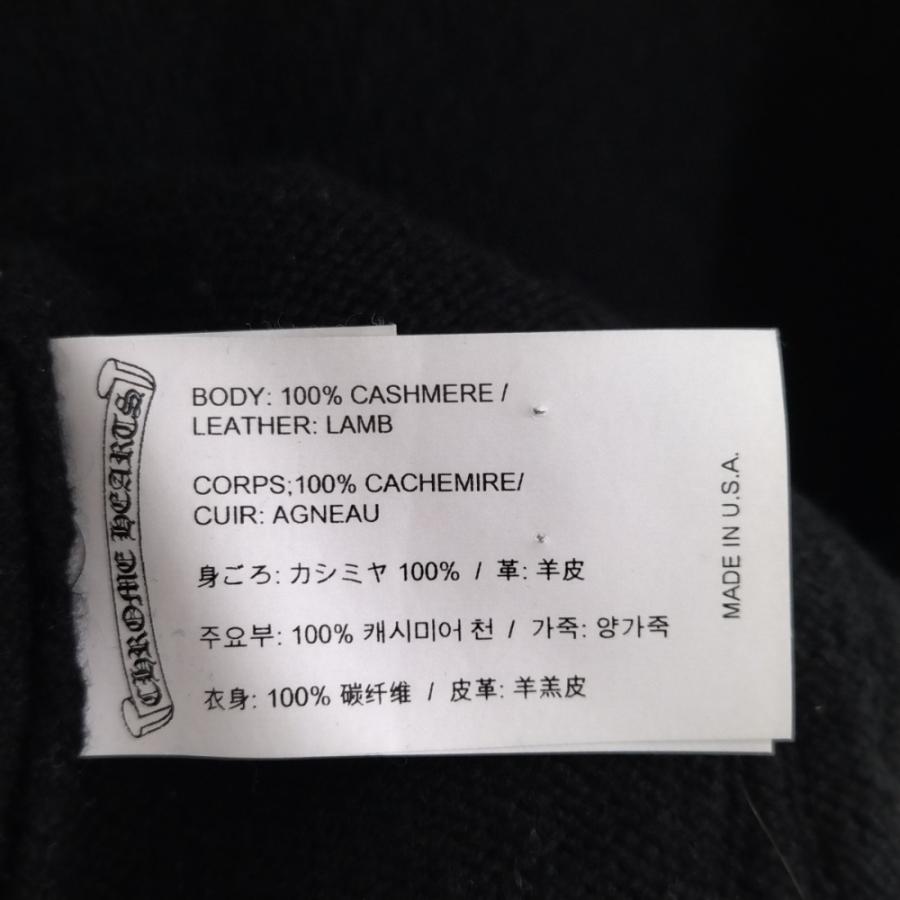 CHROME HEARTS
BODY: 100% CASHMERE /
LEATHER: LAMB
CORPS;100% CACHEMIRE/
CUIR: AGNEAU
身ごろ: カシミヤ 100% / 革: 羊皮
주요부: 100% 캐시미어 천 / 가죽: 양가죽
衣身: 100% 碳纤维 / 皮革: 羊羔皮
MADE IN U.S.A.